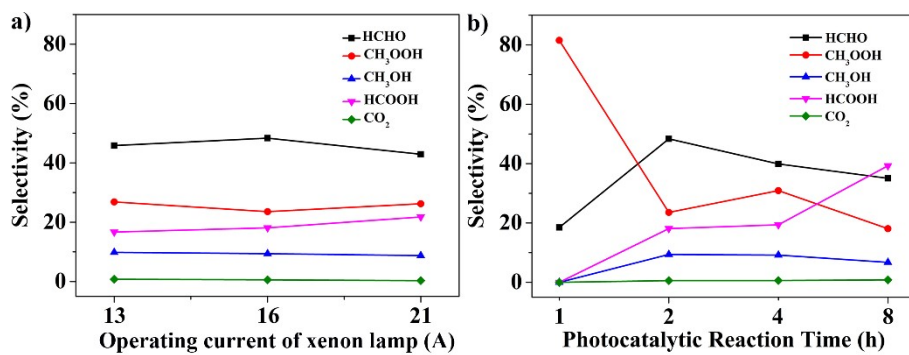 a)
80
60
40
20
0
Selectivity (%)
HCHO
CH₃OOH
CH₃OH
HCOOH
CO₂
13
16
21
Operating current of xenon lamp (A)
b)
80
60
40
20
0
Selectivity (%)
HCHO
CH₃OOH
CH₃OH
HCOOH
CO₂
1
2
4
8
Photocatalytic Reaction Time (h)